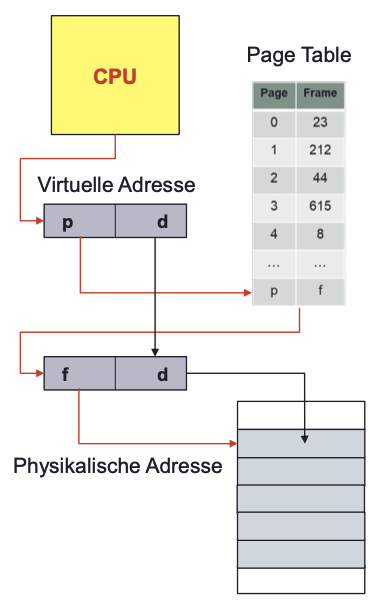 CPU
Page Table
Page Frame
0 23
1 212
2 44
3 615
4 8
... ...
p f
Virtuelle Adresse
p d
f d
Physikalische Adresse